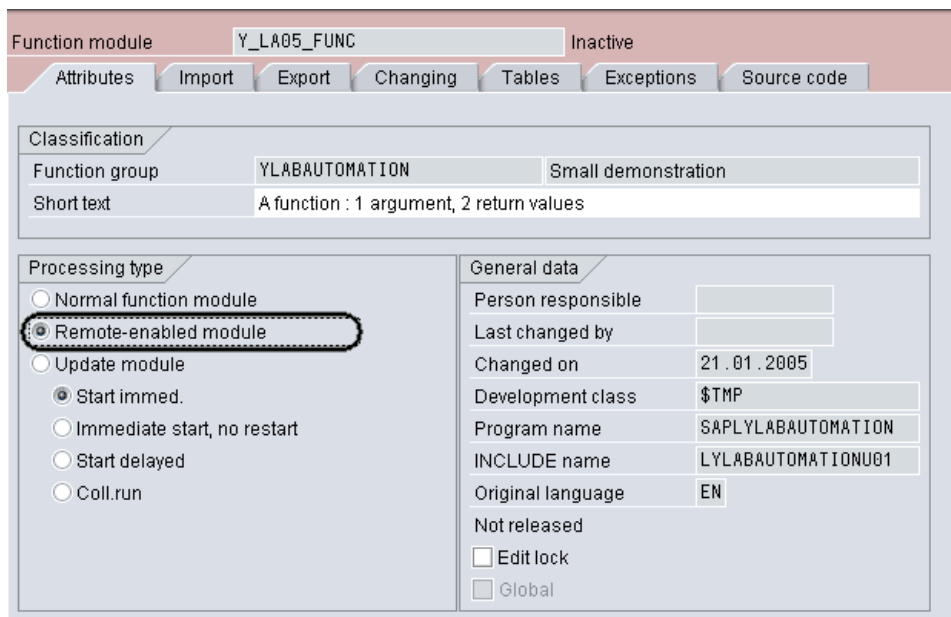 Function module Y_LA05_FUNC Inactive
Attributes Import Export Changing Tables Exceptions Source code
Classification
Function group YLABAUTOMATION Small demonstration
Short text A function : 1 argument, 2 return values
Processing type
Normal function module
Remote-enabled module
Update module
Start immed.
Immediate start, no restart
Start delayed
Coll.run
General data
Person responsible
Last changed by
Changed on 21.01.2005
Development class $TMP
Program name SAPLYLABAUTOMATION
INCLUDE name LYLABAUTOMATIONU01
Original language EN
Not released
Edit lock
Global